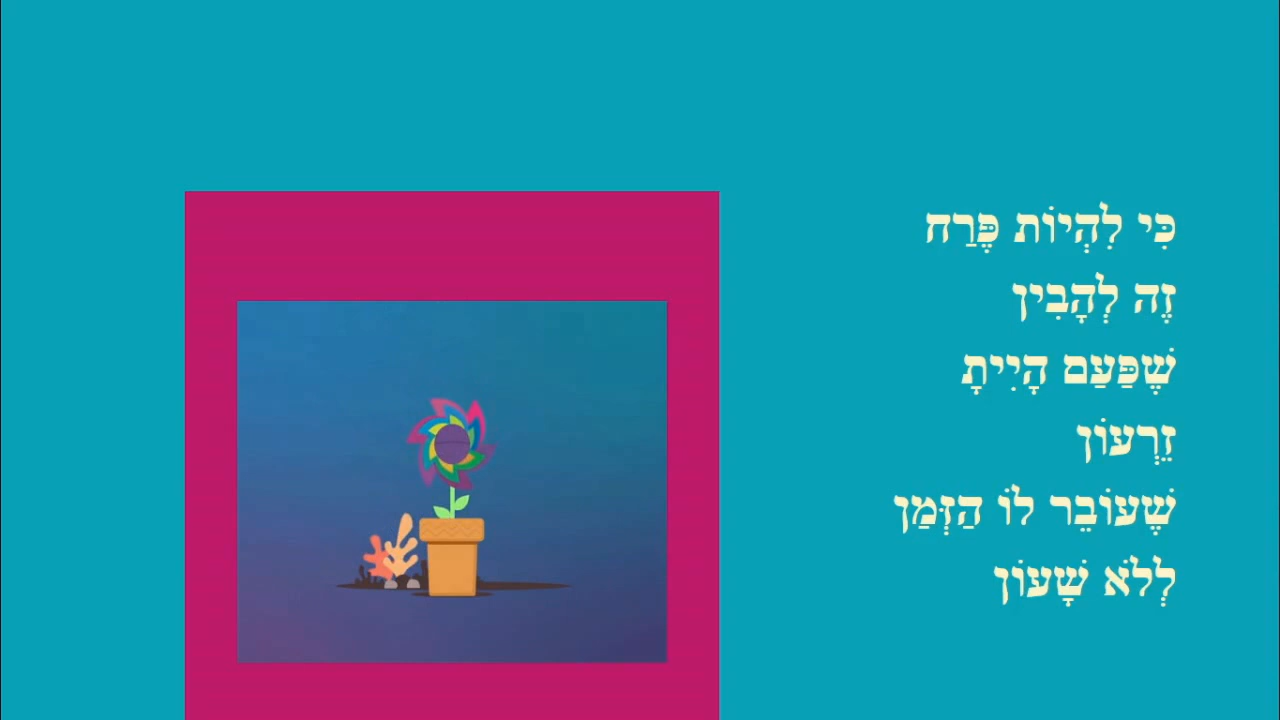 כִּי לִהְיוֹת פֶּרַח
זֶה לְהָבִין
שֶׁפַּעַם הָיִיתָ
זֵרְעוֹן
שֶׁעוֹבֵר לוֹ הַזְּמַן
לְלֹא שָׁעוֹן